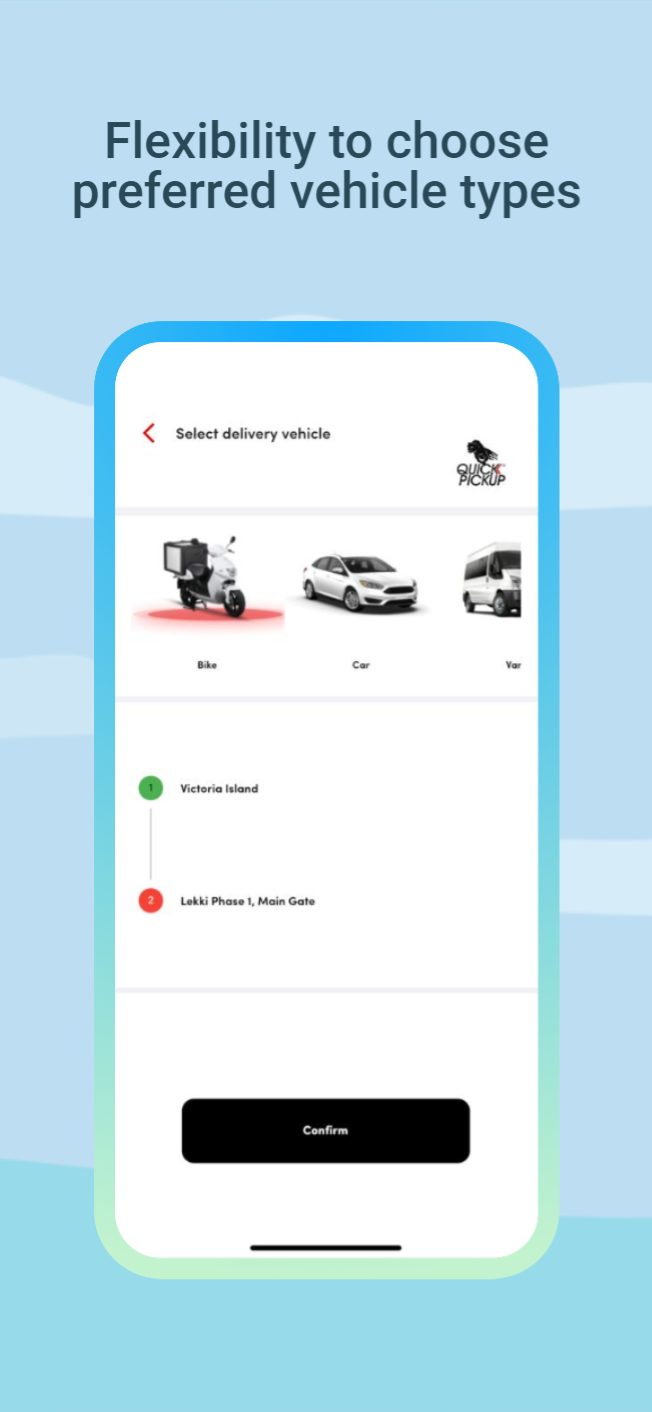 Flexibility to choose
preferred vehicle types
Select delivery vehicle
QUICK
PICKUP
Bike
Car
Van
1
Victoria Island
2
Lekki Phase 1, Main Gate
Confirm